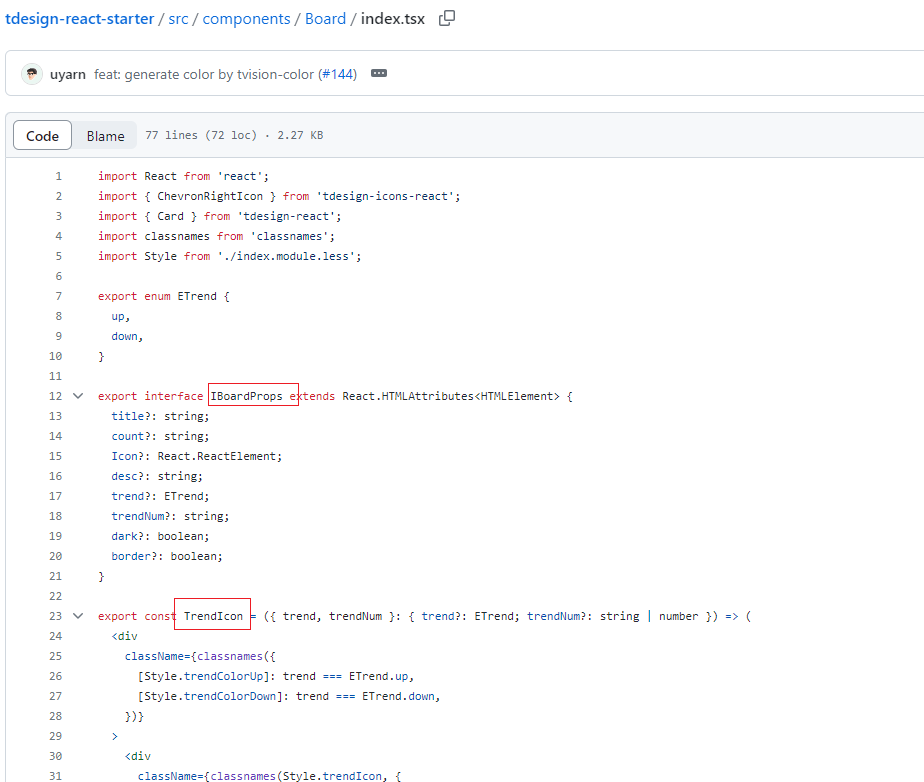 tdesign-react-starter / src / components / Board / index.tsx
uyarn feat: generate color by tvision-color (#144)
Code Blame 77 lines (72 loc) · 2.27 KB
1 import React from 'react';
2 import { ChevronRightIcon } from 'tdesign-icons-react';
3 import { Card } from 'tdesign-react';
4 import classnames from 'classnames';
5 import Style from './index.module.less';
6
7 export enum ETrend {
8 up,
9 down,
10 }
11
12 export interface IBoardProps extends React.HTMLAttributes<HTMLElement> {
13 title?: string;
14 count?: string;
15 Icon?: React.ReactElement;
16 desc?: string;
17 trend?: ETrend;
18 trendNum?: string;
19 dark?: boolean;
20 border?: boolean;
21 }
22
23 export const TrendIcon = ({ trend, trendNum }: { trend?: ETrend; trendNum?: string | number }) => (
24 <div
25 className={classnames({
26 [Style.trendColorUp]: trend === ETrend.up,
27 [Style.trendColorDown]: trend === ETrend.down,
28 })}
29 >
30 <div
31 className={classnames(Style.trendIcon, {